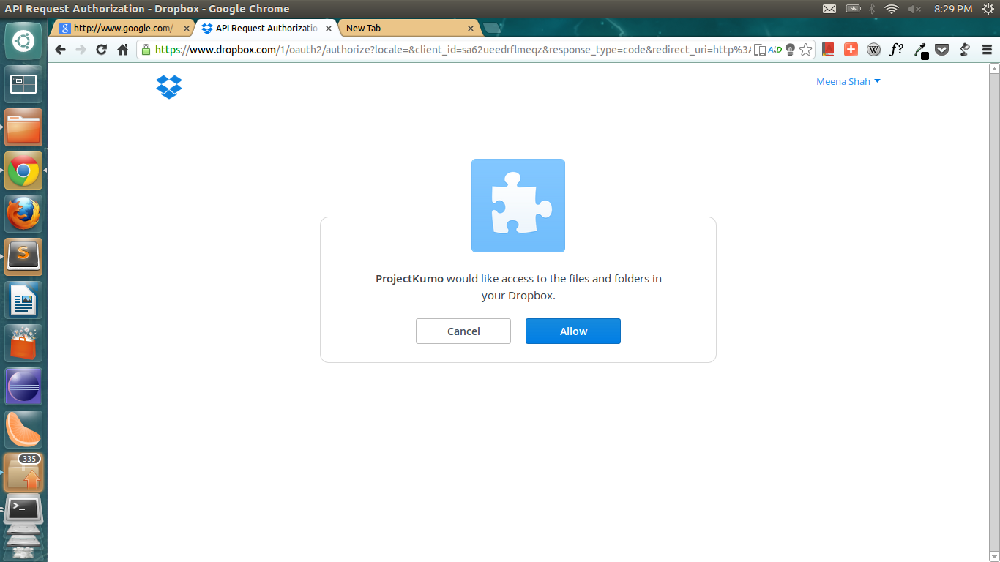 API Request Authorization - Dropbox - Google Chrome
8:29 PM
http://www.google.com/
API Request Authorizatio
New Tab
https://www.dropbox.com/1/oauth2/authorize?locale=&client_id=sa62ueedrflmeqz&response_type=code&redirect_uri=http%3A
Meena Shah
ProjectKumo would like access to the files and folders in
your Dropbox.
Cancel
Allow
335